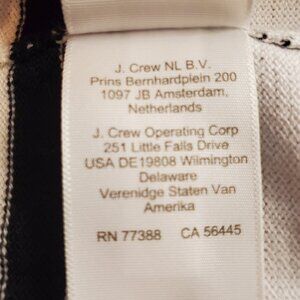 J. Crew NL B.V.
Prins Bernhardplein 200
1097 JB Amsterdam,
Netherlands
J. Crew Operating Corp
251 Little Falls Drive
USA DE19808 Wilmington
Delaware
Verenidge Staten Van
Amerika
RN 77388 CA 56445